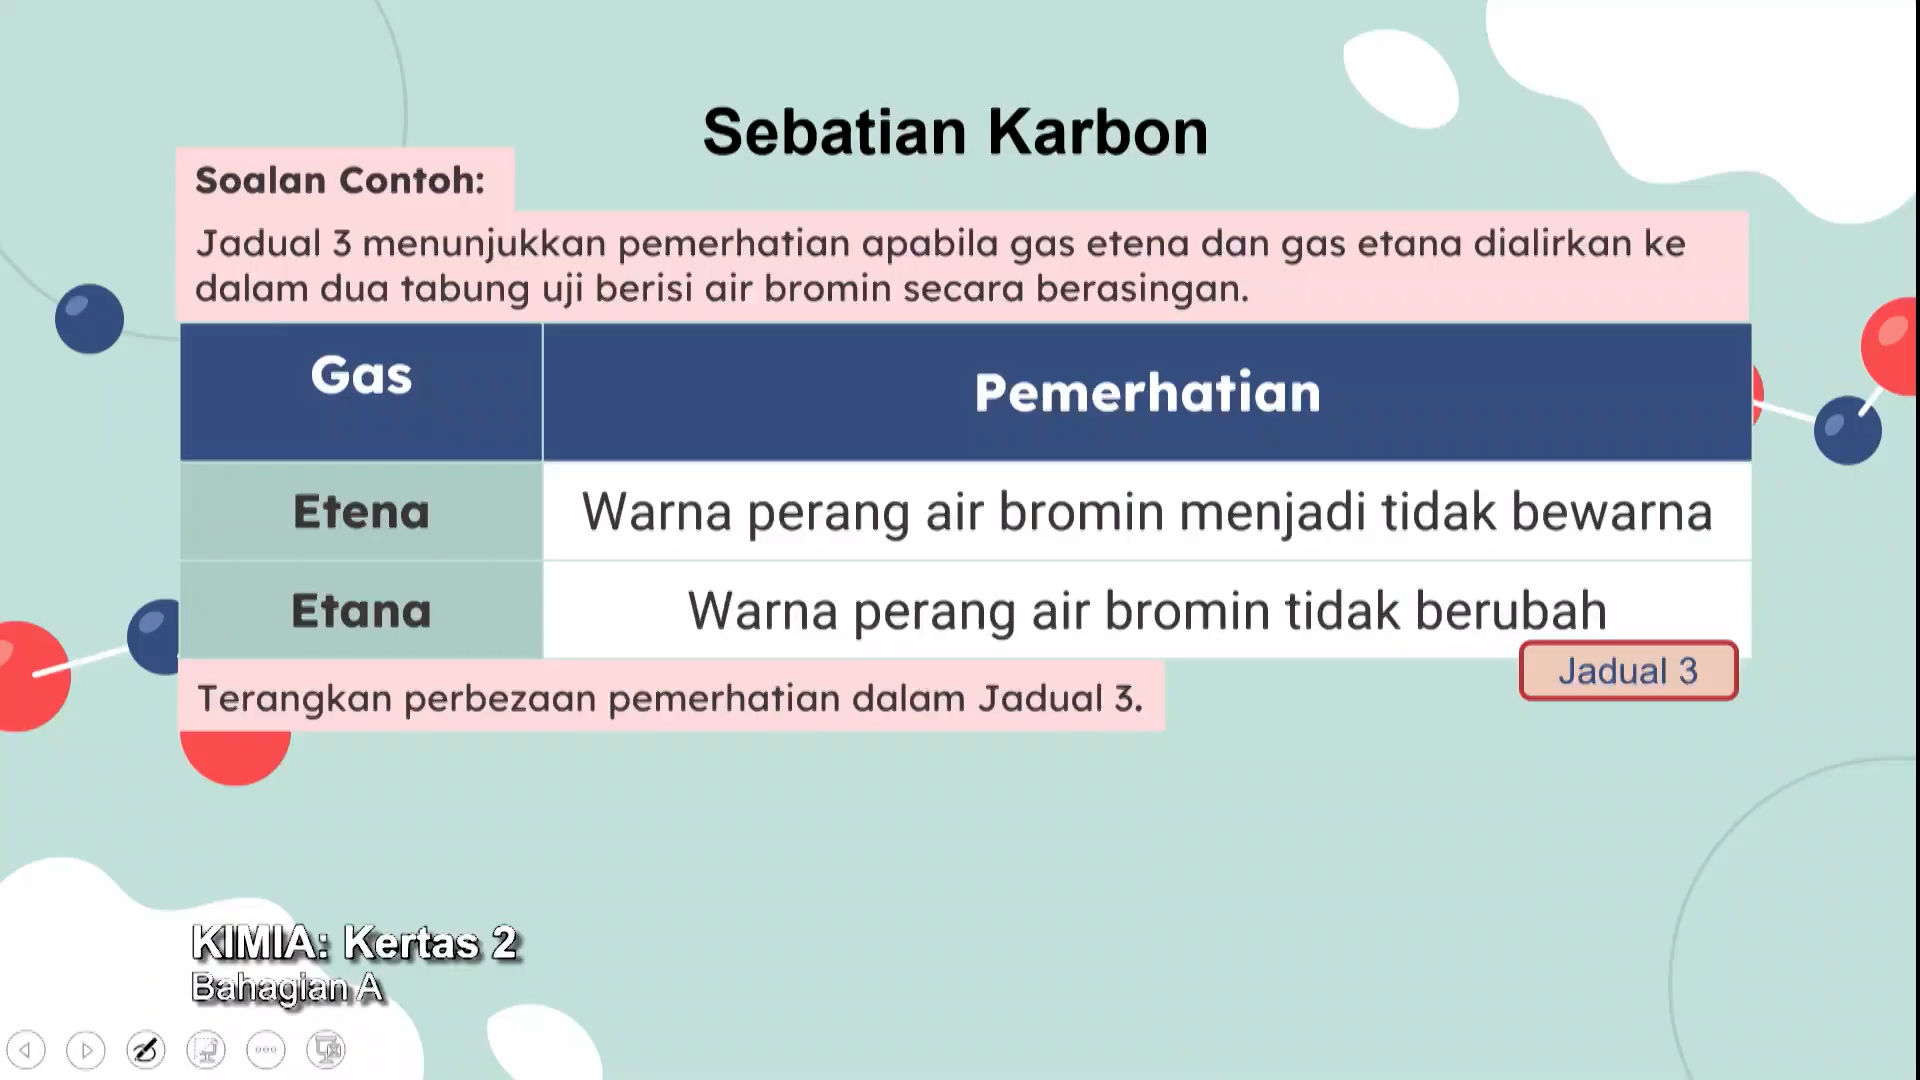 Sebatian Karbon
Soalan Contoh:
Jadual 3 menunjukkan pemerhatian apabila gas etena dan gas etana dialirkan ke
dalam dua tabung uji berisi air bromin secara berasingan.
Gas
Pemerhatian
Etena
Warna perang air bromin menjadi tidak bewarna
Etana
Warna perang air bromin tidak berubah
Jadual 3
Terangkan perbezaan pemerhatian dalam Jadual 3.
KIMIA: Kertas 2
Bahagian A